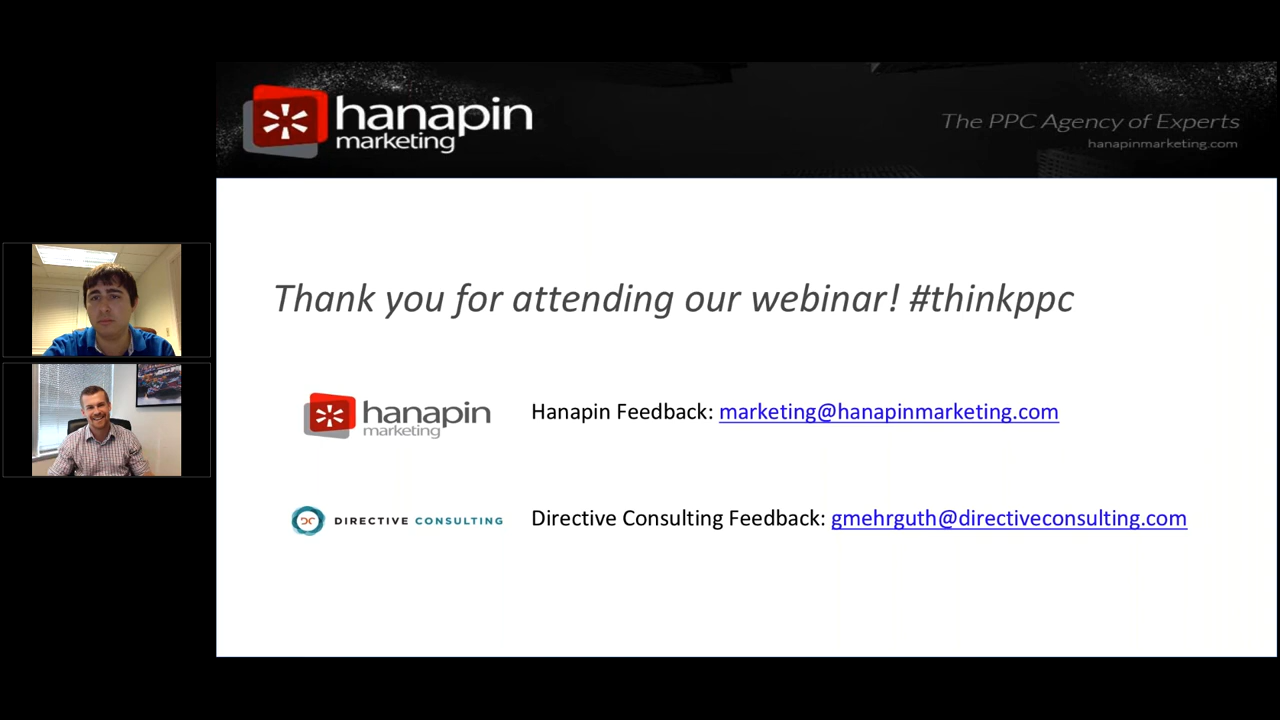 hanapin
marketing
The PPC Agency of Experts
hanapinmarketing.com
Thank you for attending our webinar! #thinkppc
hanapin
marketing
Hanapin Feedback: marketing@hanapinmarketing.com
DC DIRECTIVE CONSULTING
Directive Consulting Feedback: gmehrguth@directiveconsulting.com